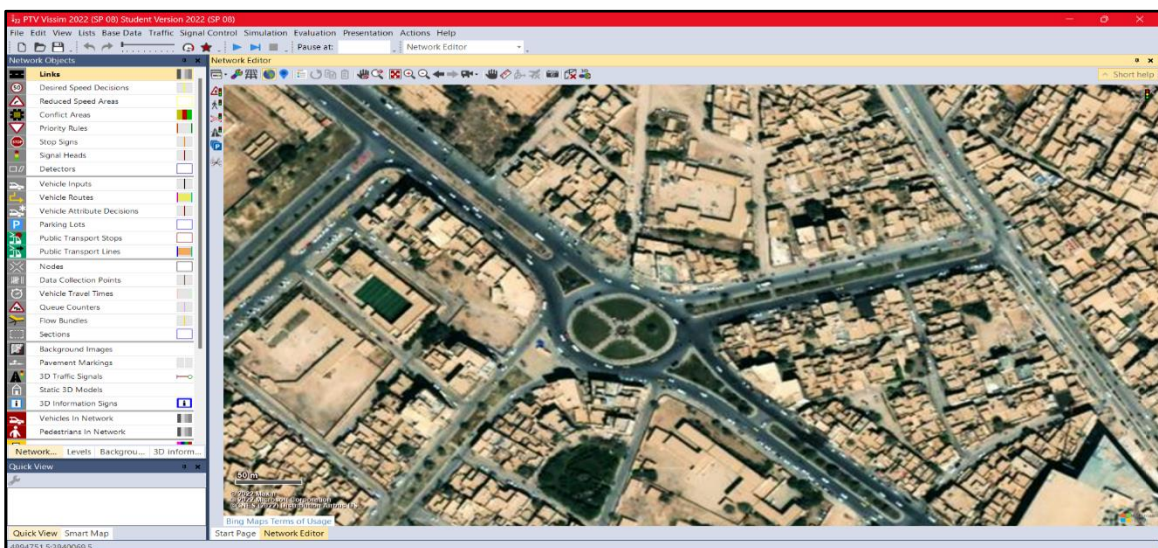 PTV Vissim 2022 (SP 08) Student Version 2022 (SP 08)
File Edit View Lists Base Data Traffic Signal Control Simulation Evaluation Presentation Actions Help
Pause at: Network Editor
Network Objects
Links
Desired Speed Decisions
Reduced Speed Areas
Conflict Areas
Priority Rules
Stop Signs
Signal Heads
Detectors
Vehicle Inputs
Vehicle Routes
Vehicle Attribute Decisions
Parking Lots
Public Transport Stops
Public Transport Lines
Nodes
Data Collection Points
Vehicle Travel Times
Queue Counters
Flow Bundles
Sections
Background Images
Pavement Markings
3D Traffic Signals
Static 3D Models
3D Information Signs
Vehicles In Network
Pedestrians In Network
Network... Levels Backgrou... 3D inform...
Quick View
Quick View Smart Map
Network Editor
Short help
50 m
Bing Maps Terms of Usage
Start Page Network Editor